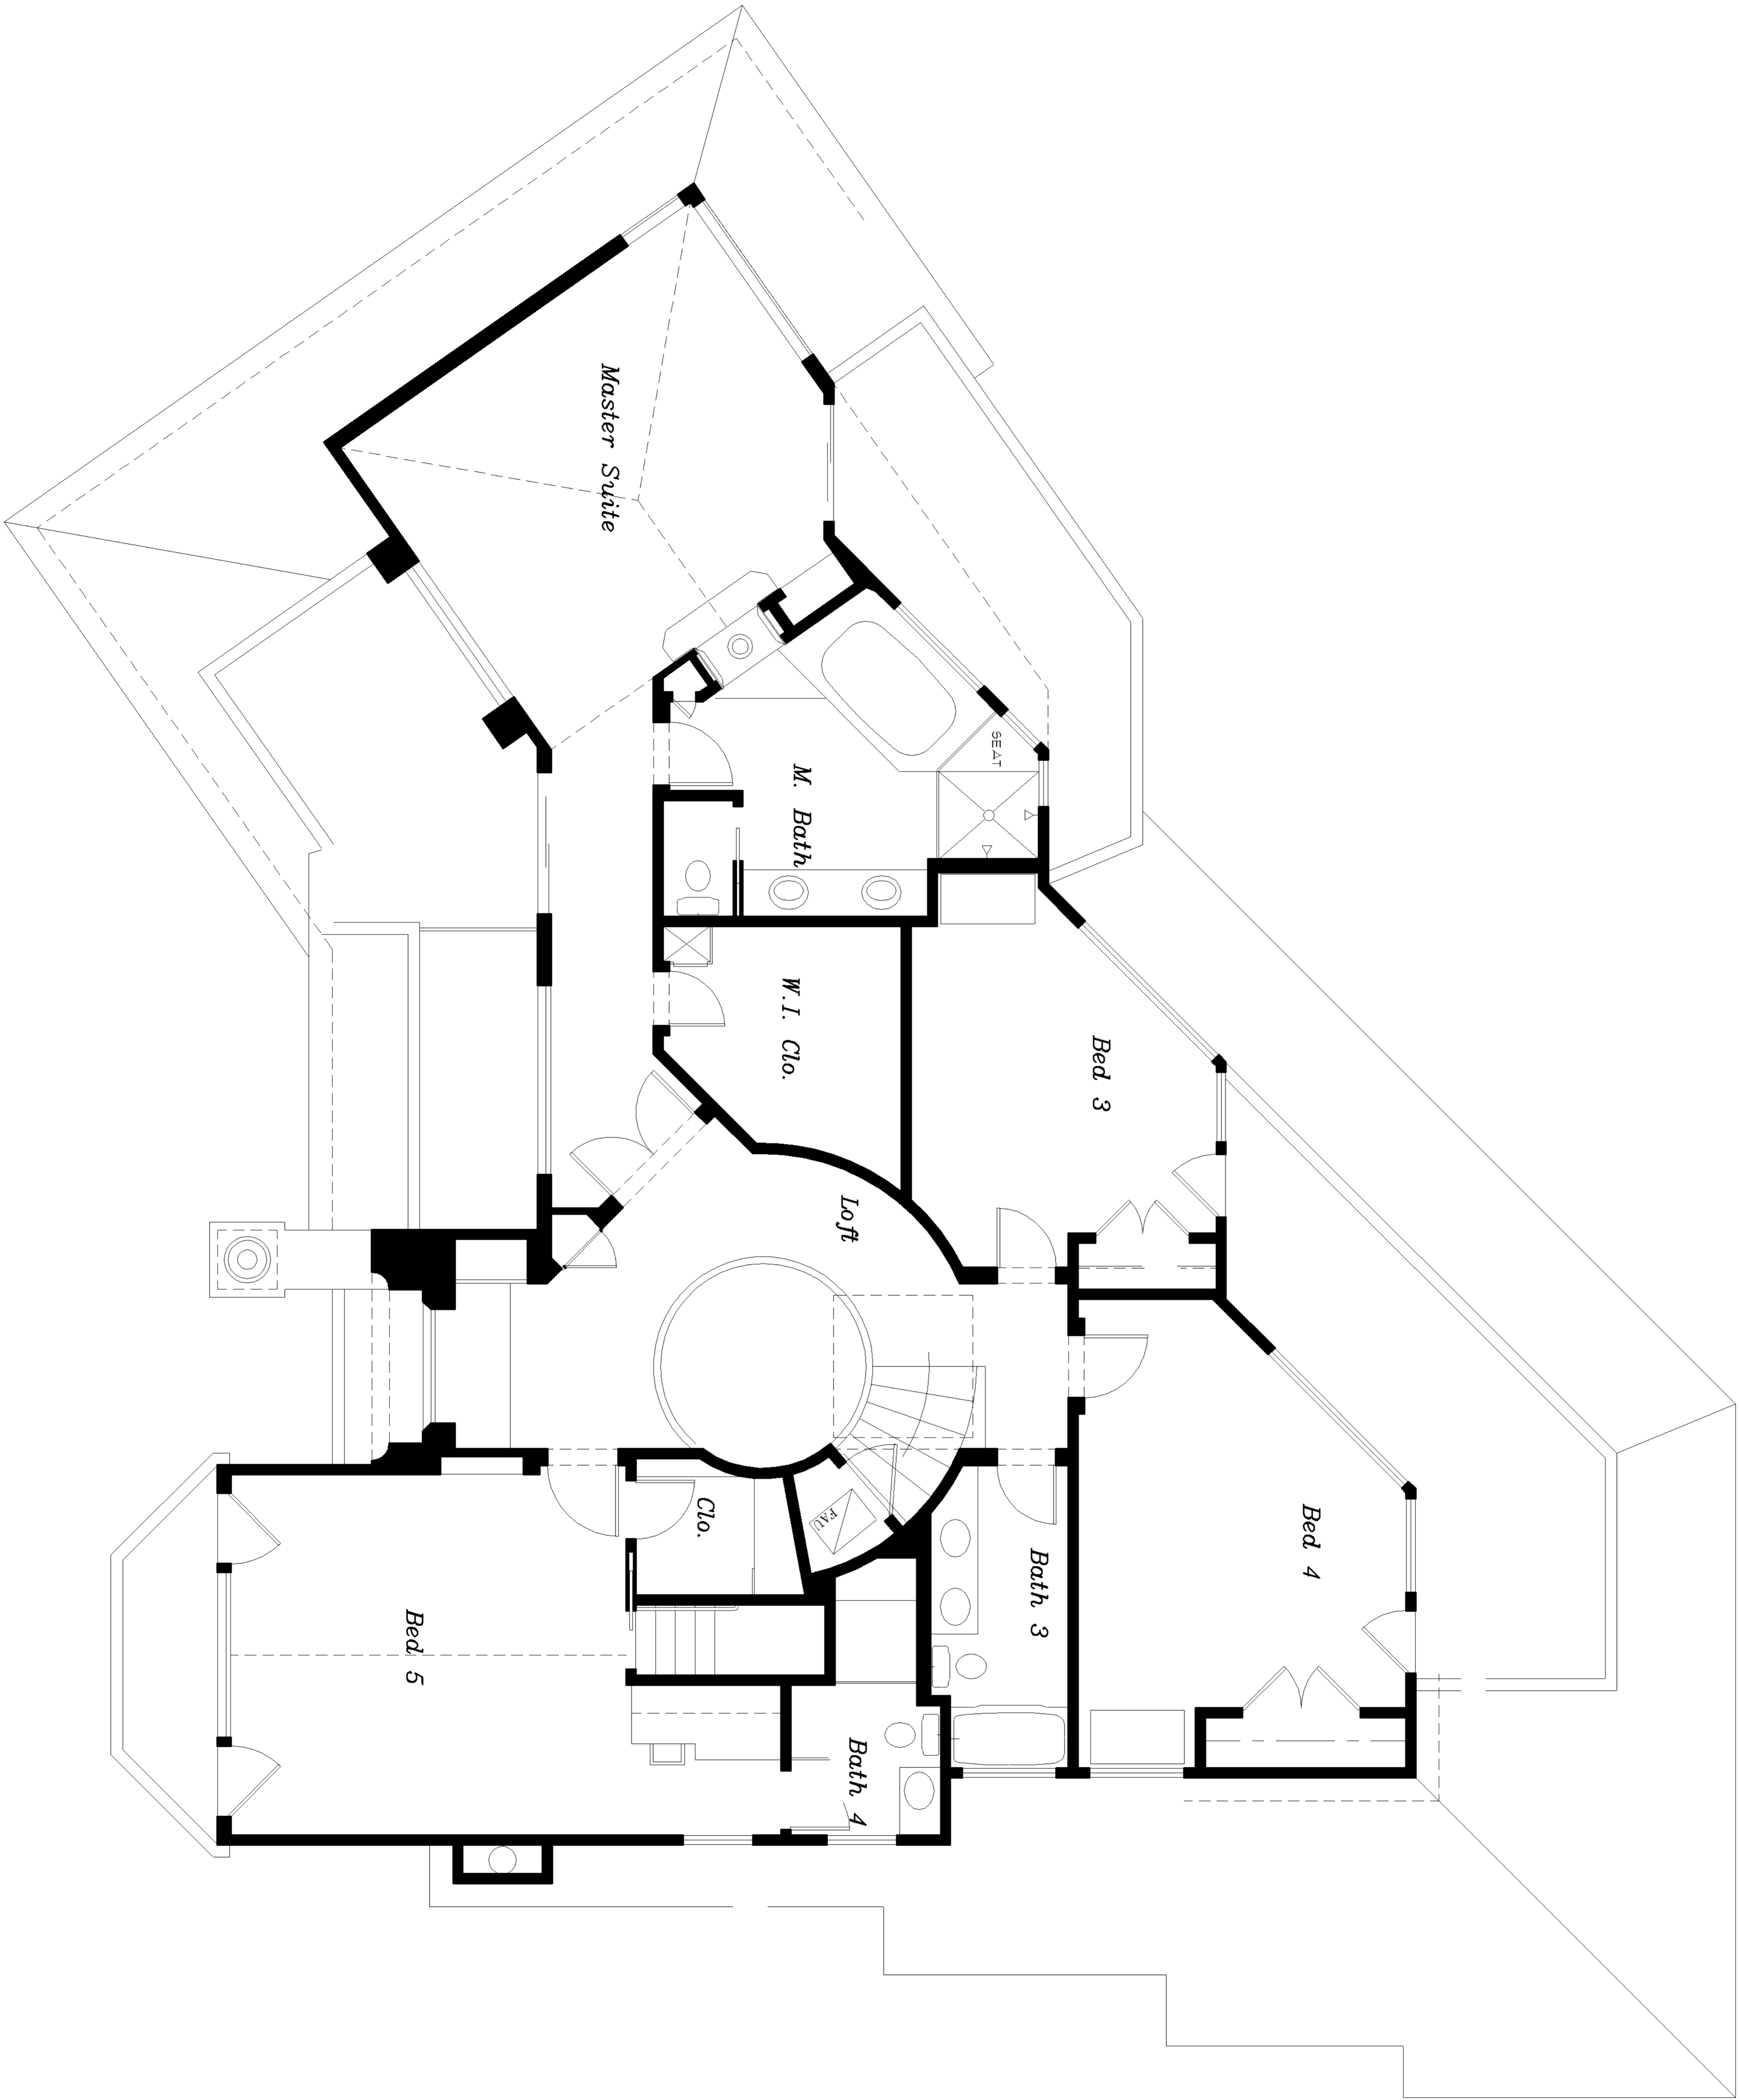 Master Suite
SEAT
M. Bath
W.I. Clo.
Bed 3
Loft
Clo.
FAU
Bath 3
Bed 4
Bed 5
Bath 4